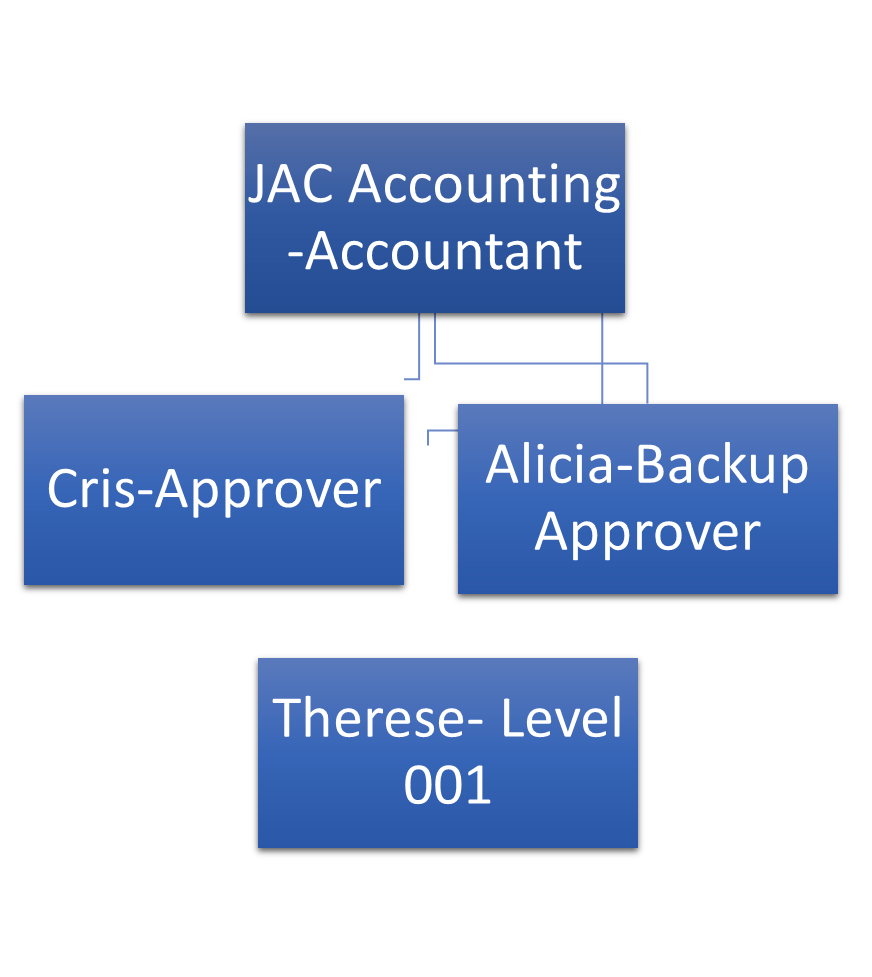 JAC Accounting
-Accountant
Cris-Approver
Alicia-Backup
Approver
Therese- Level
001